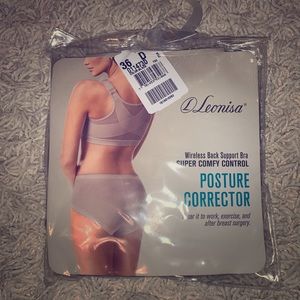 36 D
Leonisa
Wireless Back Support Bra
SUPER COMFY CONTROL
POSTURE
CORRECTOR
ar it to work, exercise, and
after breast surgery.